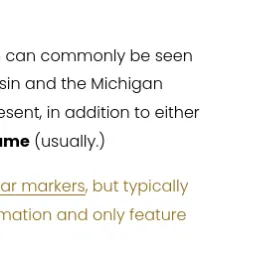 can commonly be seen
sin and the Michigan
esent, in addition to either
ame (usually.)
ar markers, but typically
mation and only feature